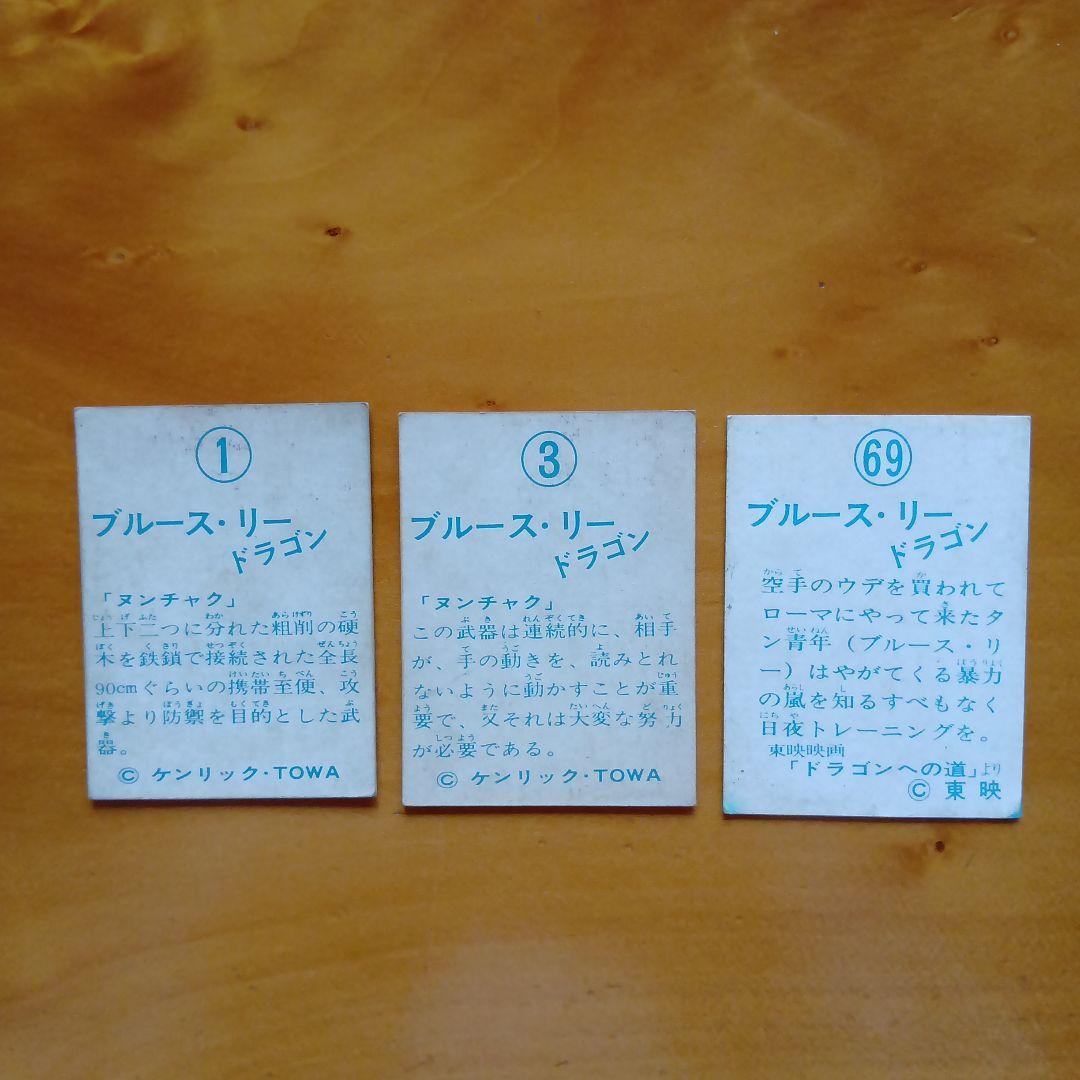 1
ブルース・リー
ドラゴン
「ヌンチャク」
上下二つに分れた粗削の硬
木を鉄鎖で接続された全長
90cmぐらいの携帯至便、攻
撃より防禦を目的とした武
器。
© ケンリック・TOWA
3
ブルース・リー
ドラゴン
「ヌンチャク」
この武器は連続的に、相手
が、手の動きを、読みとれ
ないように動かすことが重
要で、又それは大変な努力
が必要である。
© ケンリック・TOWA
69
ブルース・リー
ドラゴン
空手のウデを買われて
ローマにやって来たタ
ン青年（ブルース・リ
ー）はやがてくる暴力
の嵐を知るすべもなく
日夜トレーニングを。
東映映画
「ドラゴンへの道」より
© 東映